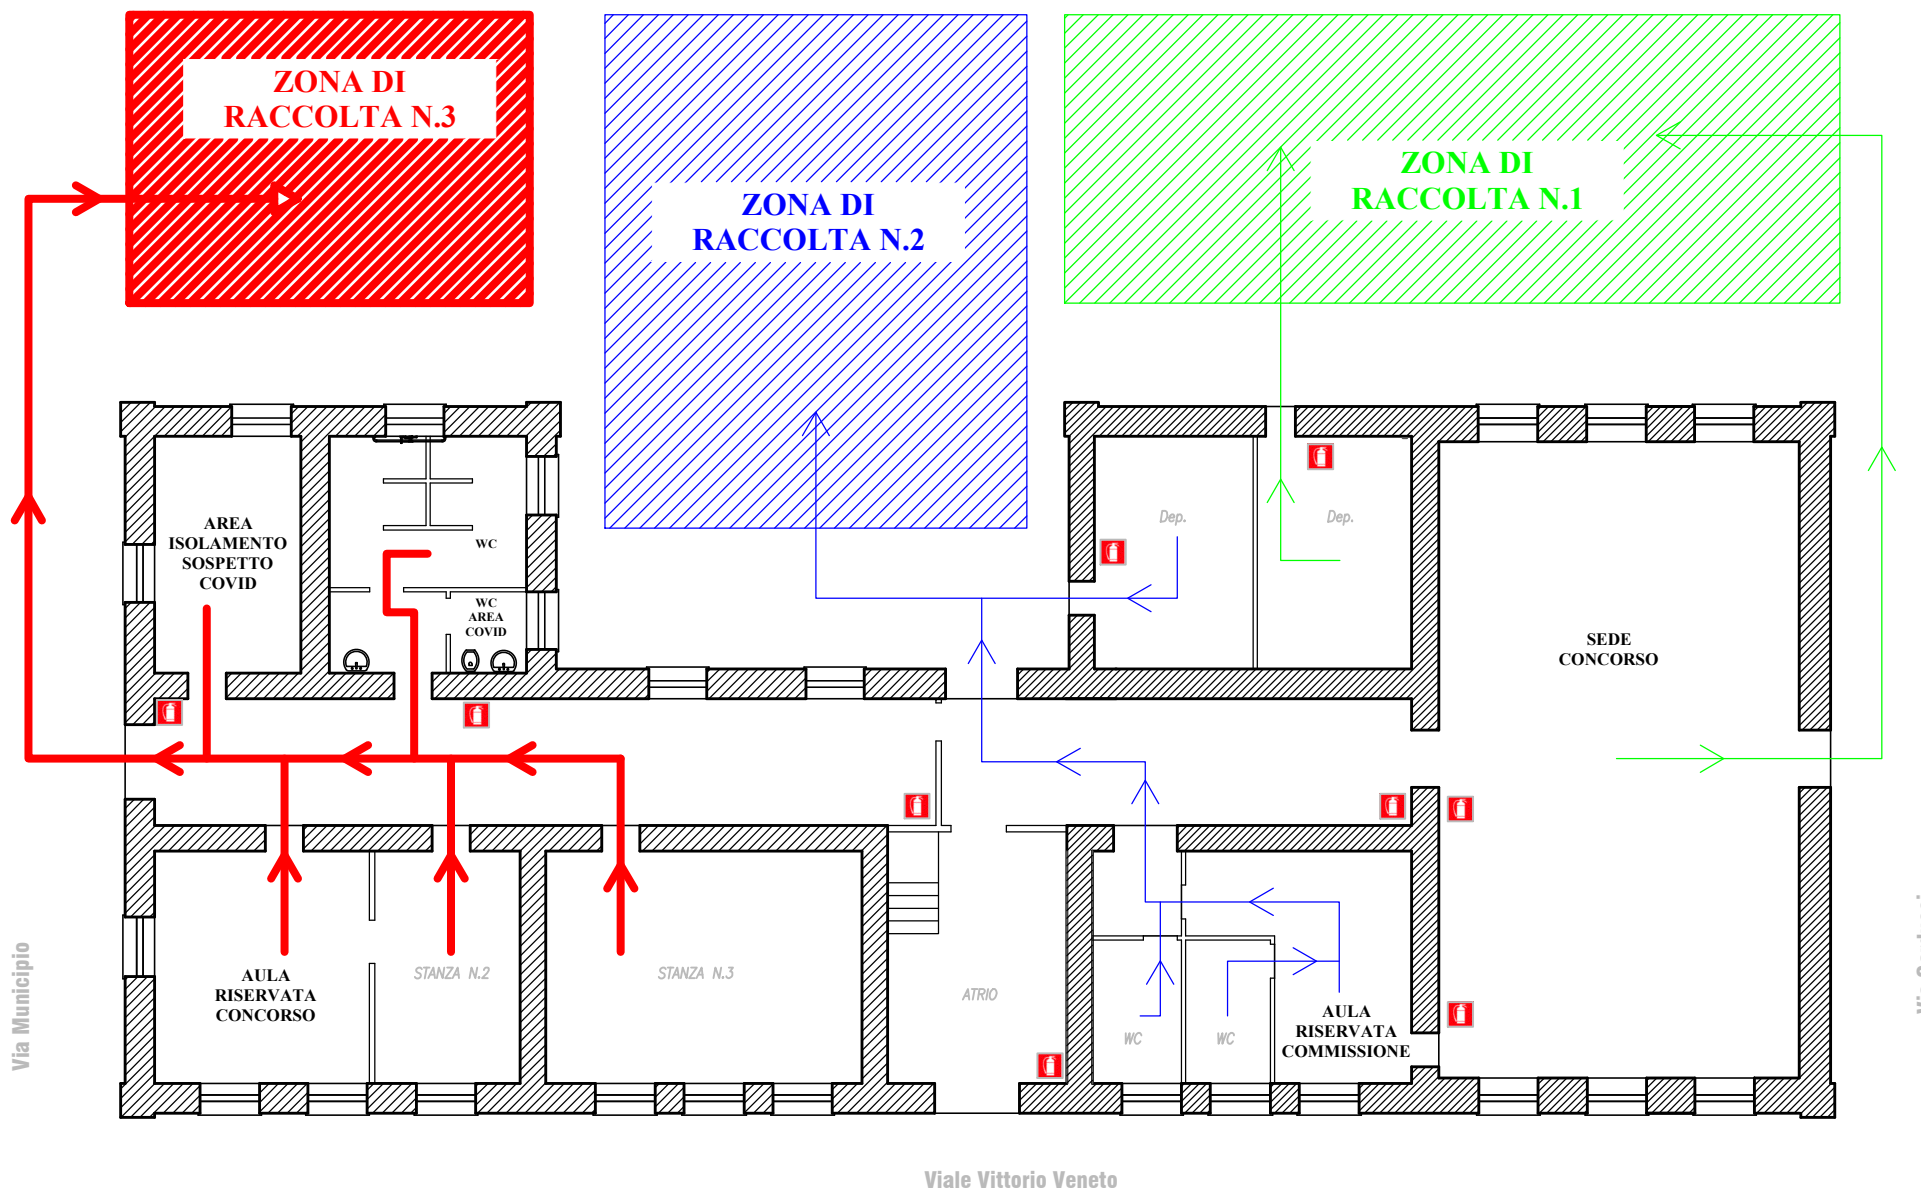 ZONA DI
RACCOLTA N.3
ZONA DI
RACCOLTA N.2
ZONA DI
RACCOLTA N.1
AREA
ISOLAMENTO
SOSPETTO
COVID
WC
WC
AREA
COVID
Dep.
Dep.
SEDE
CONCORSO
AULA
RISERVATA
CONCORSO
STANZA N.2
STANZA N.3
ATRIO
WC
WC
AULA
RISERVATA
COMMISSIONE
Via Municipio
Viale Vittorio Veneto